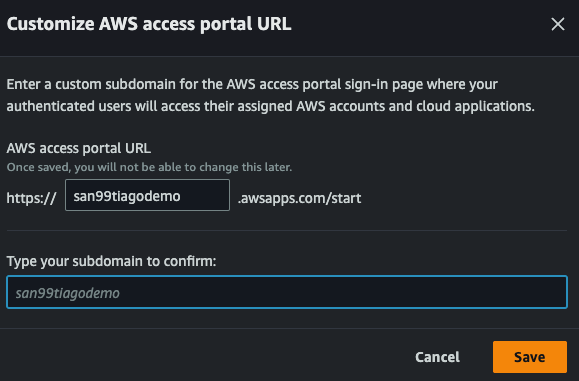 Customize AWS access portal URL
Enter a custom subdomain for the AWS access portal sign-in page where your
authenticated users will access their assigned AWS accounts and cloud applications.
AWS access portal URL
Once saved, you will not be able to change this later.
https:// san99tiagodemo .awsapps.com/start
Type your subdomain to confirm:
san99tiagodemo
Cancel Save